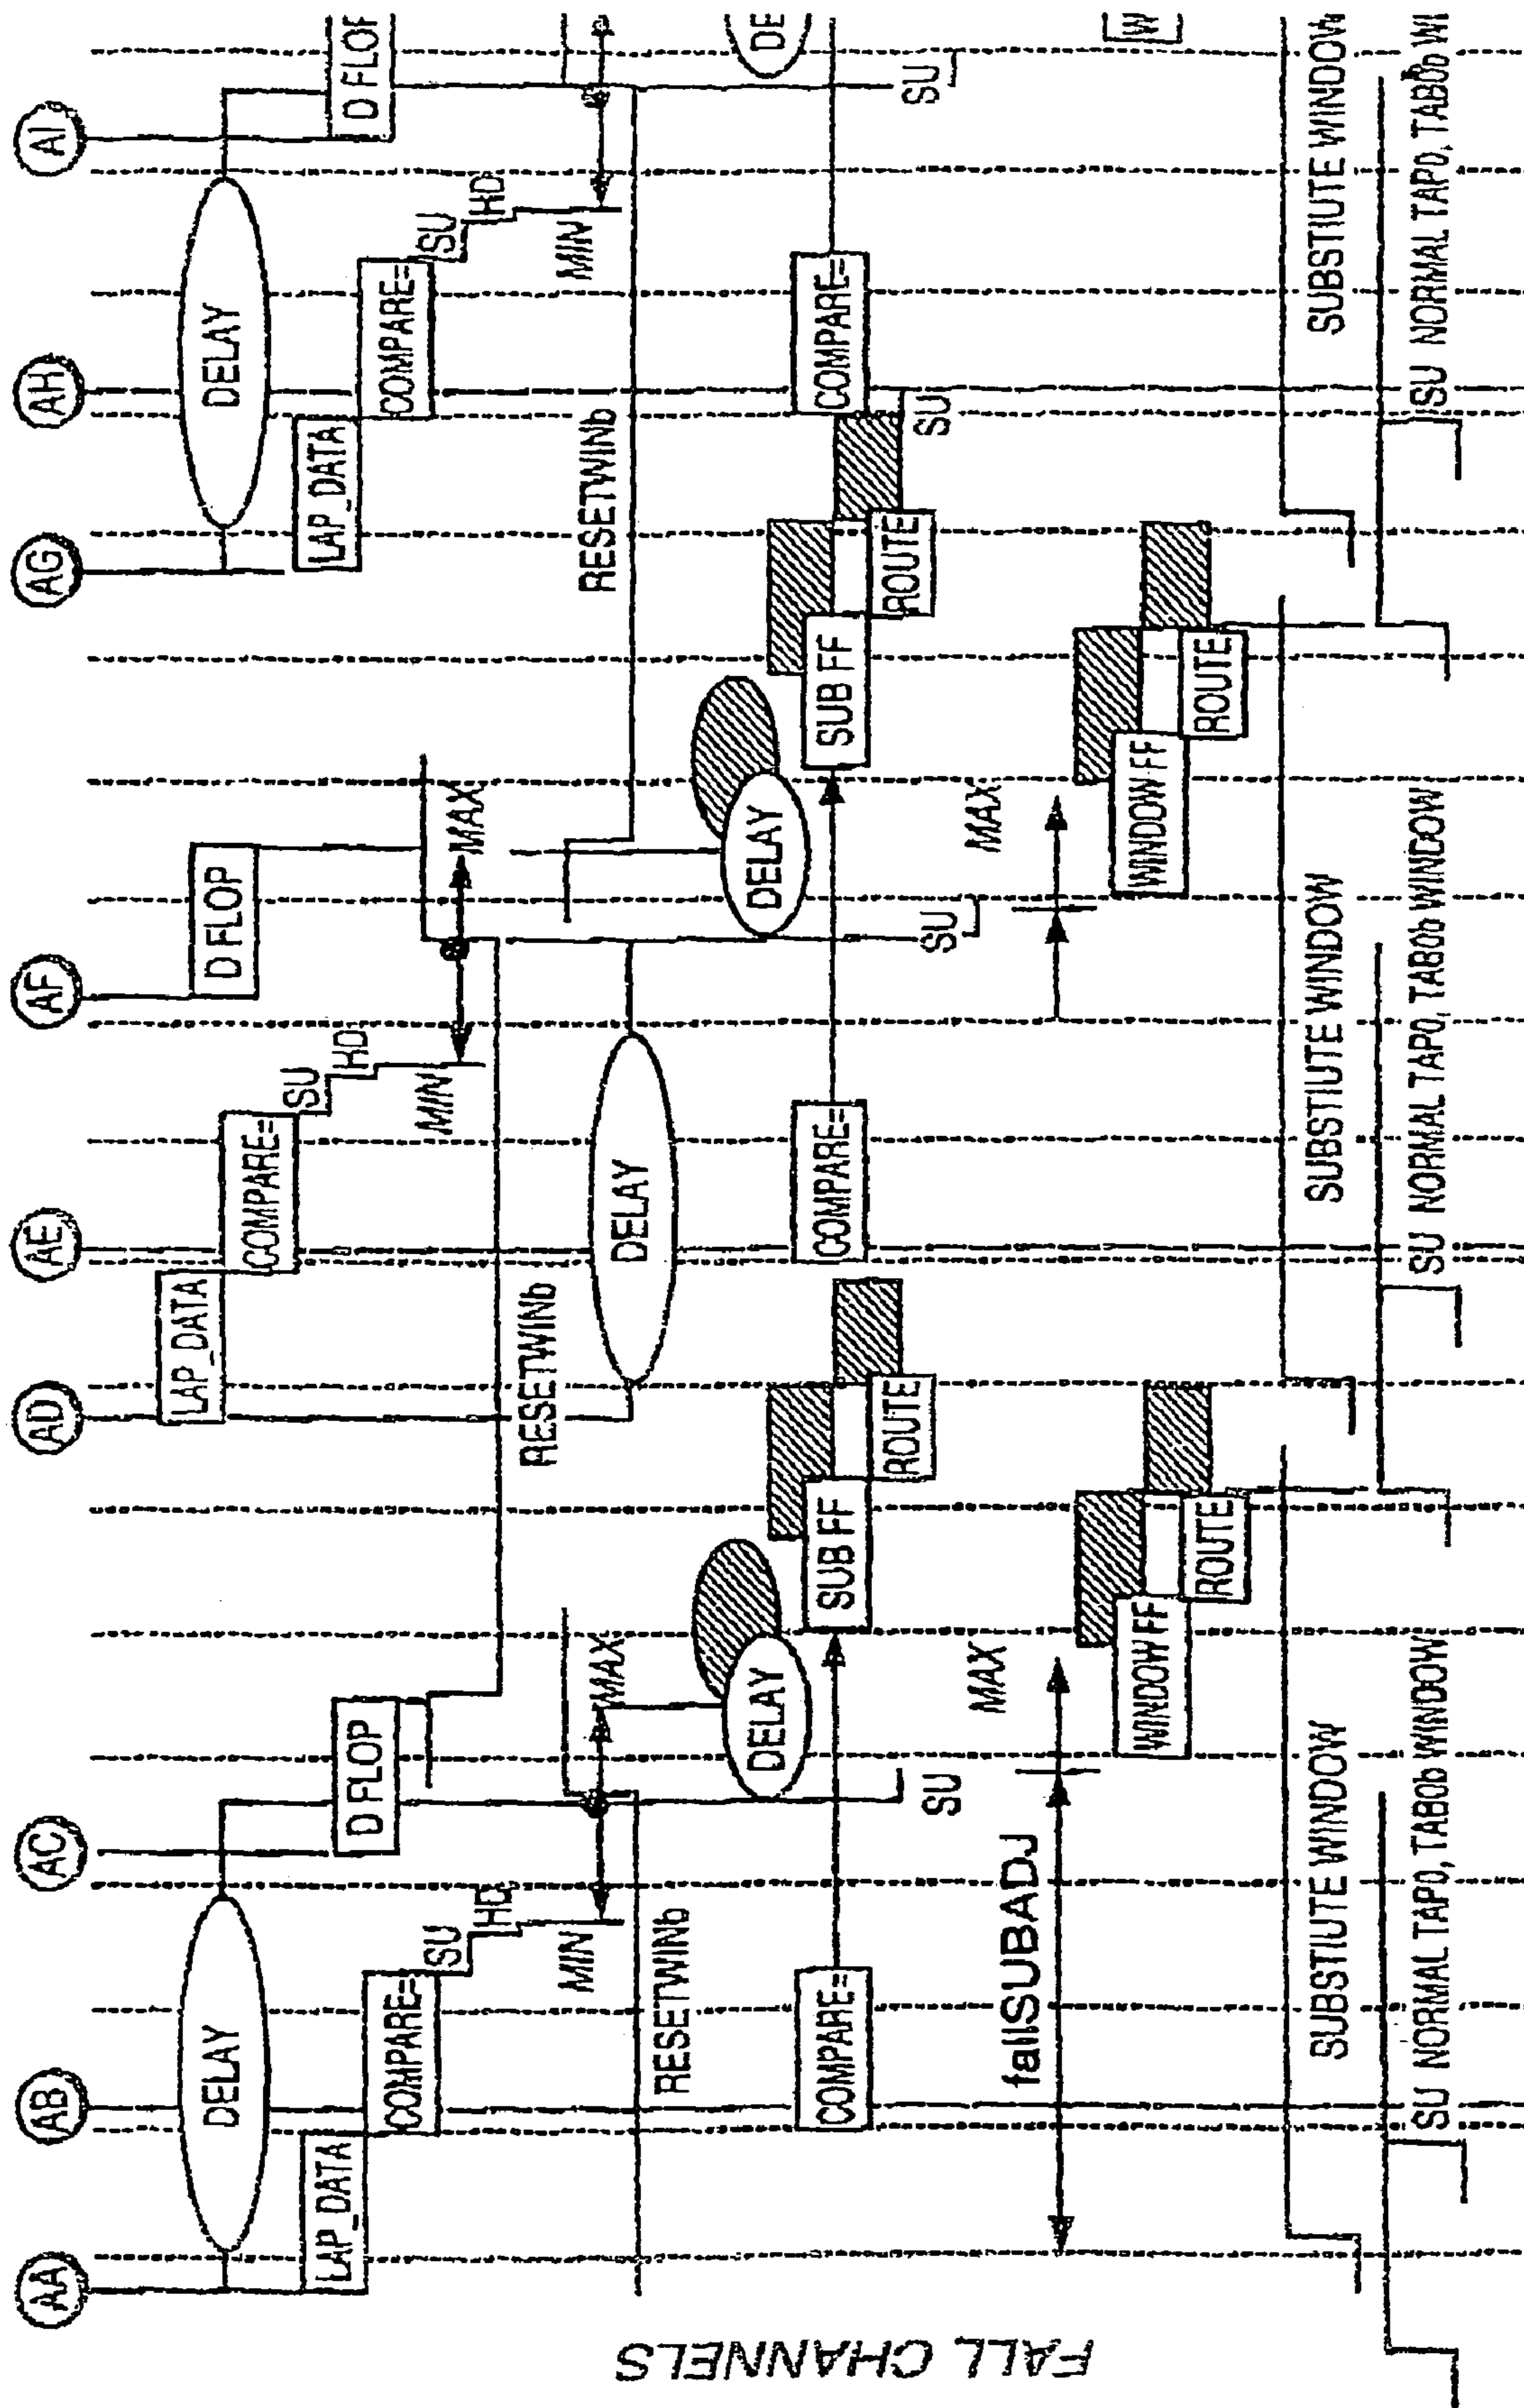 AA
AB
AC
AD
AE
AF
AG
AH
AI
DELAY
LAP_DATA
COMPARE=
SU
HD
MIN
D FLOP
MAX
RESETWINb
LAP_DATA
COMPARE=
SU
HD
MIN
D FLOP
MAX
RESETWINb
DELAY
DELAY
LAP_DATA
COMPARE=
SU
HD
MIN
D FLOP
RESETWINb
COMPARE=
DELAY
SU
SUB FF
ROUTE
COMPARE=
DELAY
SU
SUB FF
ROUTE
COMPARE=
SU
SU
DE
fallSUBADJ
MAX
WINDOW FF
ROUTE
MAX
WINDOW FF
ROUTE
W
SUBSTIUTE WINDOW
SUBSTIUTE WINDOW
SUBSTIUTE WINDOW
SU NORMAL TAP0, TAB0b WINDOW
SU NORMAL TAP0, TAB0b WINDOW
SU NORMAL TAP0, TAB0b WI
FALL CHANNELS